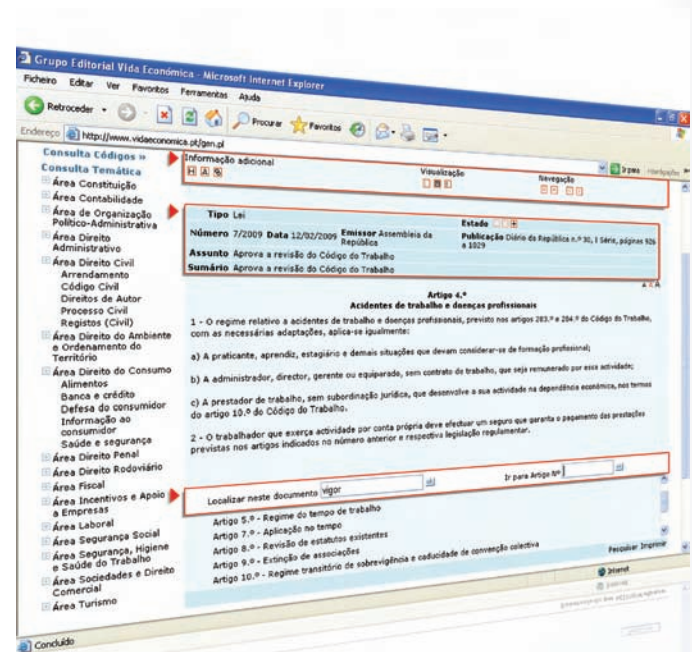 Grupo Editorial Vida Económica - Microsoft Internet Explorer
Ficheiro Editar Ver Favoritos Ferramentas Ajuda
Retroceder Procurar Favoritos
Endereço http://www.vidaeconomica.pt/gen.pl Ir para
Consulta Códigos »
Consulta Temática
Área Constituição
Área Contabilidade
Área de Organização
Político-Administrativa
Área Direito
Administrativo
Área Direito Civil
Arrendamento
Código Civil
Direitos de Autor
Processo Civil
Registos (Civil)
Área Direito do Ambiente
e Ordenamento do
Território
Área Direito do Consumo
Alimentos
Banca e crédito
Defesa do consumidor
Informação ao
consumidor
Saúde e segurança
Área Direito Penal
Área Direito Rodoviário
Área Fiscal
Área Incentivos e Apoio
a Empresas
Área Laboral
Área Segurança Social
Área Segurança, Higiene
e Saúde do Trabalho
Área Sociedades e Direito
Comercial
Área Turismo
Informação adicional Visualização Navegação
H A
Tipo Lei Estado
Número 7/2009 Data 12/02/2009 Emissor Assembleia da
República
Publicação Diário da República n.º 30, I Série, páginas 926
a 1029
Assunto Aprova a revisão do Código do Trabalho
Sumário Aprova a revisão do Código do Trabalho
Artigo 4.º
Acidentes de trabalho e doenças profissionais
1 - O regime relativo a acidentes de trabalho e doenças profissionais, previsto nos artigos 283.º e 284.º do Código do Trabalho,
com as necessárias adaptações, aplica-se igualmente:
a) A praticante, aprendiz, estagiário e demais situações que devam considerar-se de formação profissional;
b) A administrador, director, gerente ou equiparado, sem contrato de trabalho, que seja remunerado por essa actividade;
c) A prestador de trabalho, sem subordinação jurídica, que desenvolve a sua actividade na dependência económica, nos termos
do artigo 10.º do Código do Trabalho.
2 - O trabalhador que exerça actividade por conta própria deve efectuar um seguro que garanta o pagamento das prestações
previstas nos artigos indicados no número anterior e respectiva legislação regulamentar.
Localizar neste documento vigor Ir para Artigo Nº
Artigo 5.º - Regime do tempo de trabalho
Artigo 7.º - Aplicação no tempo
Artigo 8.º - Revisão de estatutos existentes
Artigo 9.º - Extinção de associações
Artigo 10.º - Regime transitório de sobrevigência e caducidade de convenção colectiva
Pesquisar Imprimir
Concluído Internet